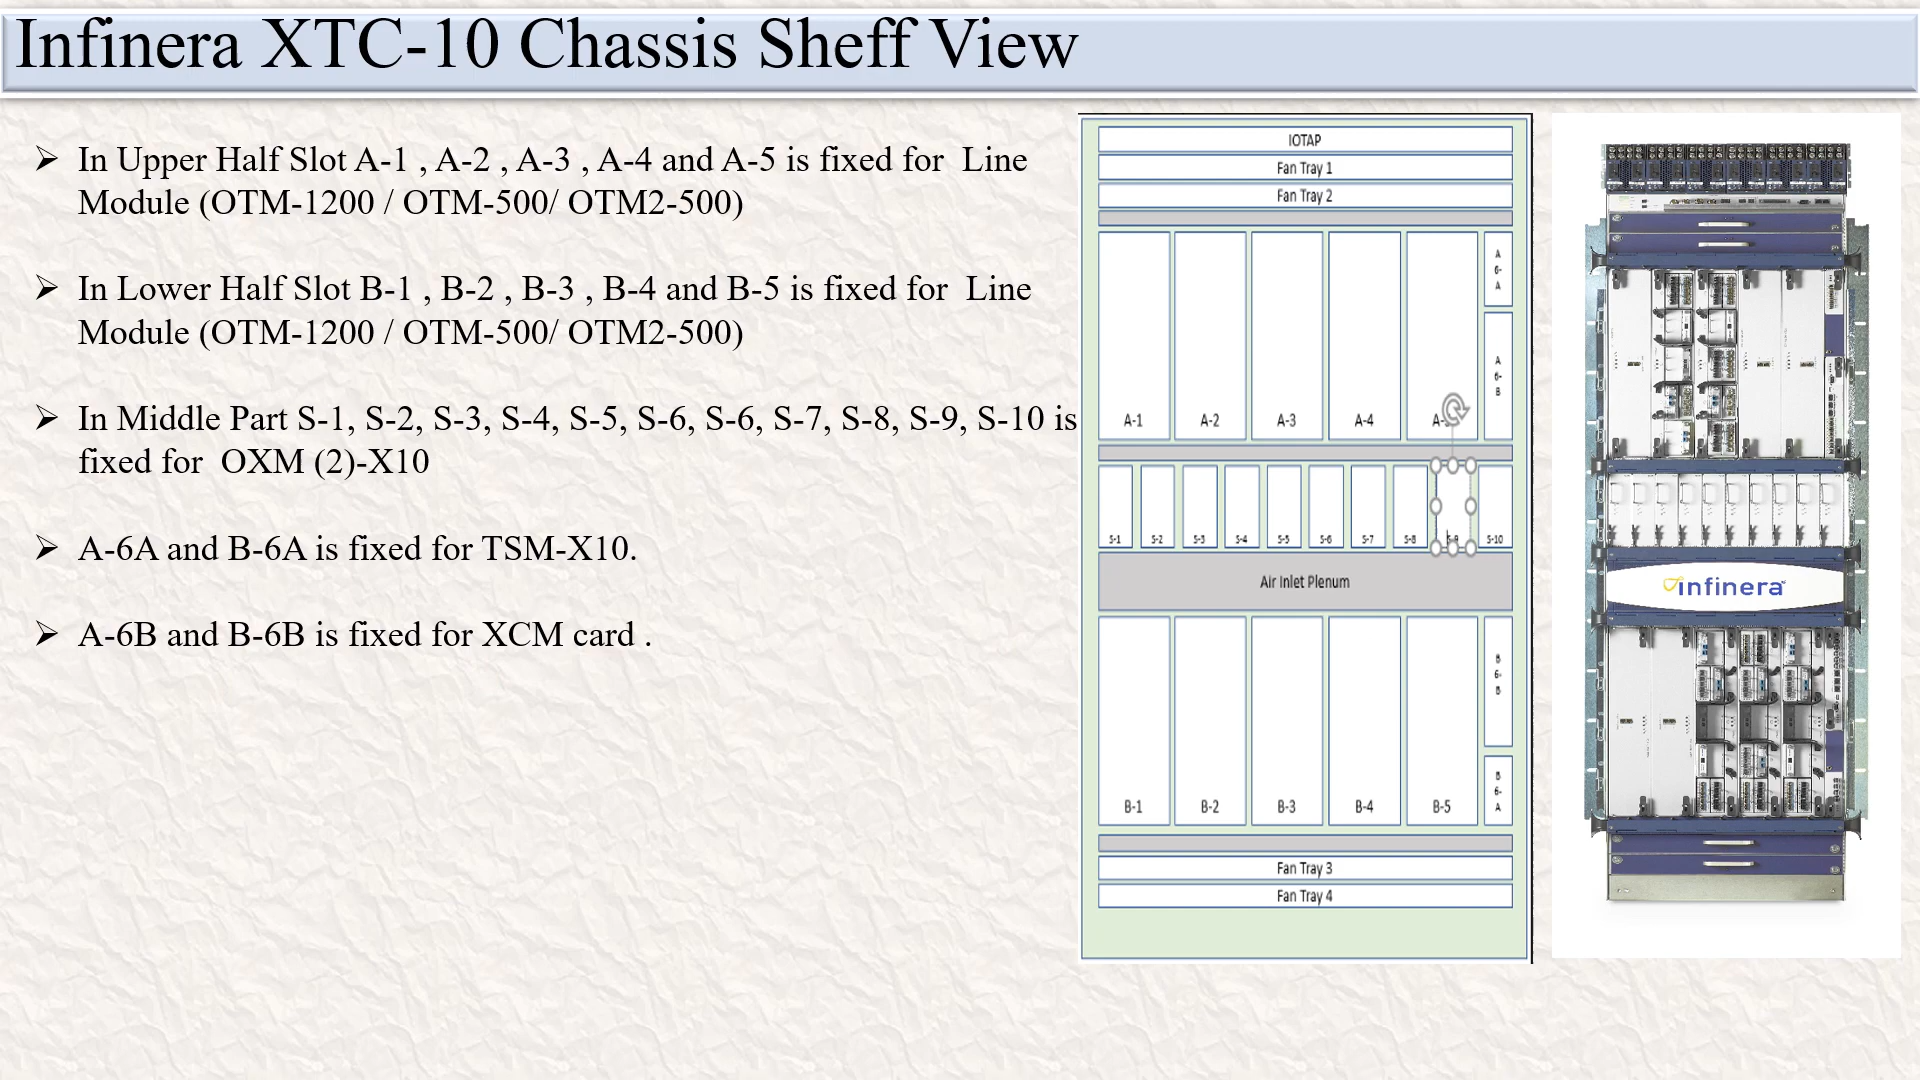 Infinera XTC-10 Chassis Sheff View
In Upper Half Slot A-1 , A-2 , A-3 , A-4 and A-5 is fixed for  Line
Module (OTM-1200 / OTM-500/ OTM2-500)
In Lower Half Slot B-1 , B-2 , B-3 , B-4 and B-5 is fixed for  Line
Module (OTM-1200 / OTM-500/ OTM2-500)
In Middle Part S-1, S-2, S-3, S-4, S-5, S-6, S-6, S-7, S-8, S-9, S-10 is
fixed for  OXM (2)-X10
A-6A and B-6A is fixed for TSM-X10.
A-6B and B-6B is fixed for XCM card .
IOTAP
Fan Tray 1
Fan Tray 2
A
6-
A
A
6-
B
A-1 A-2 A-3 A-4
S-1 S-2 S-3 S-4 S-5 S-6 S-7 S-8 S-9 S-10
Air Inlet Plenum
B
6-
B
B
6-
A
B-1 B-2 B-3 B-4 B-5
Fan Tray 3
Fan Tray 4
infinera